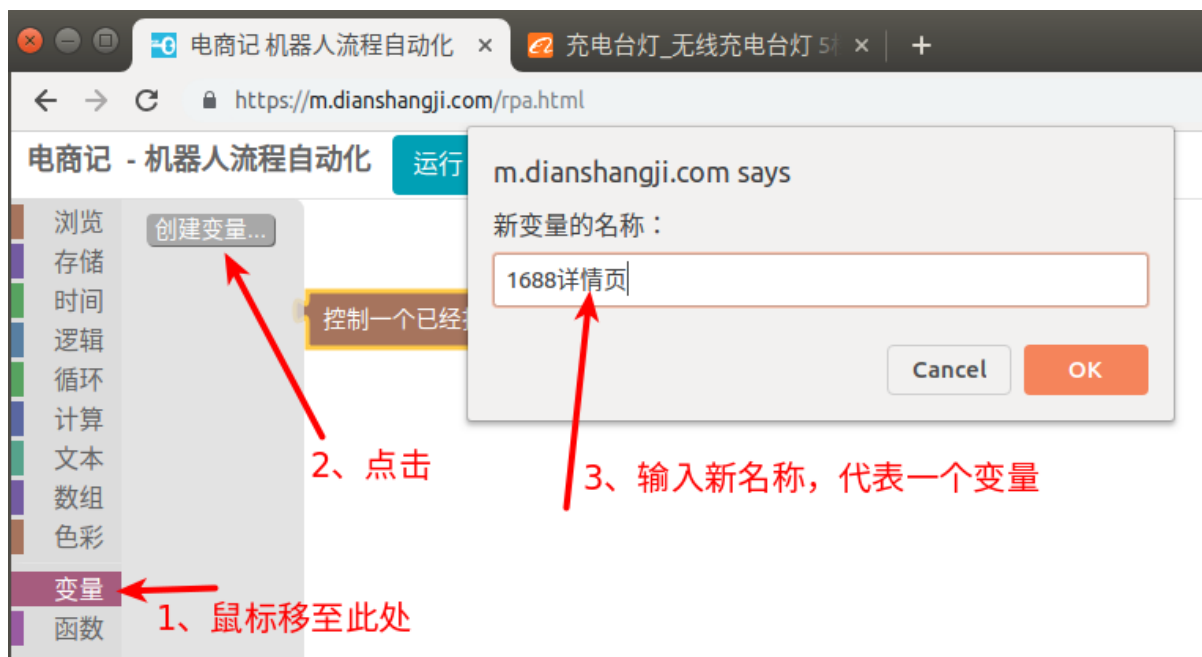 电商记 机器人流程自动化
充电台灯_无线充电台灯
https://m.dianshangji.com/rpa.html
电商记 - 机器人流程自动化 运行
m.dianshangji.com says
新变量的名称：
1688详情页
Cancel OK
浏览
存储
时间
逻辑
循环
计算
文本
数组
色彩
变量
函数
创建变量...
控制一个已经
2、点击
3、输入新名称，代表一个变量
1、鼠标移至此处